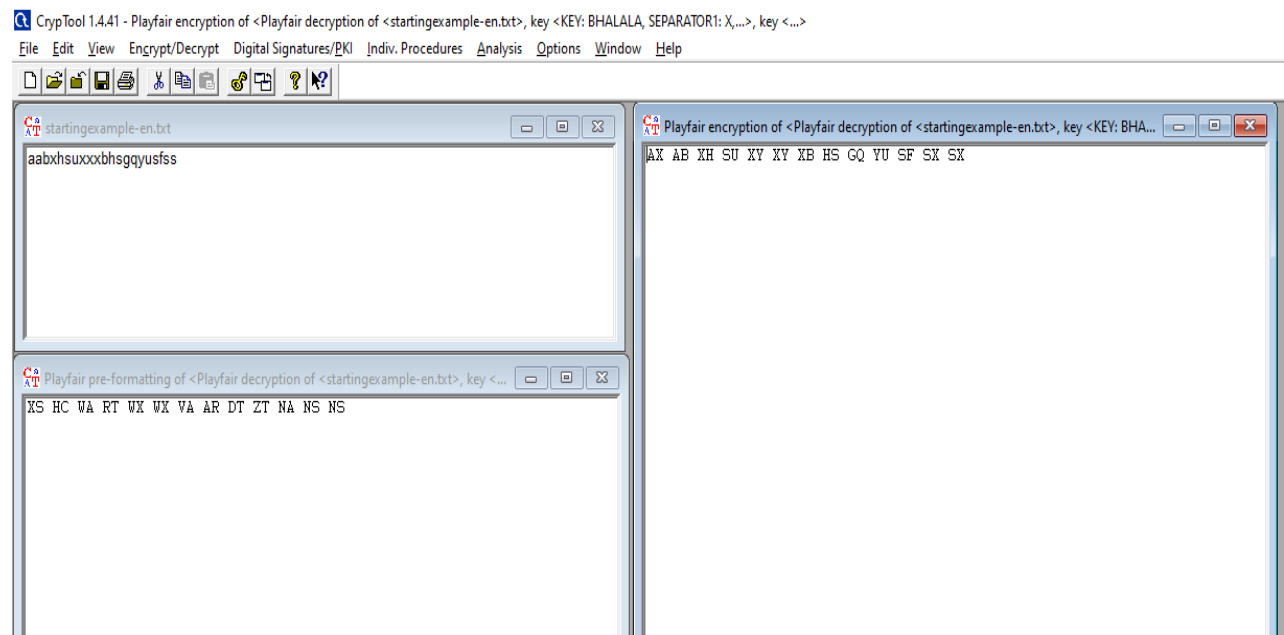 CrypTool 1.4.41 - Playfair encryption of <Playfair decryption of <startingexample-en.txt>, key <KEY: BHALALA, SEPARATOR1: X,...>, key <...>
File Edit View Encrypt/Decrypt Digital Signatures/PKI Indiv. Procedures Analysis Options Window Help
startingexample-en.txt
aabxhsuxxxbhsgqyusfss
Playfair pre-formatting of <Playfair decryption of <startingexample-en.txt>, key <...
XS HC WA RT WX WX VA AR DT ZT NA NS NS
Playfair encryption of <Playfair decryption of <startingexample-en.txt>, key <KEY: BHA...
AX AB XH SU XY XY XB HS GQ YU SF SX SX